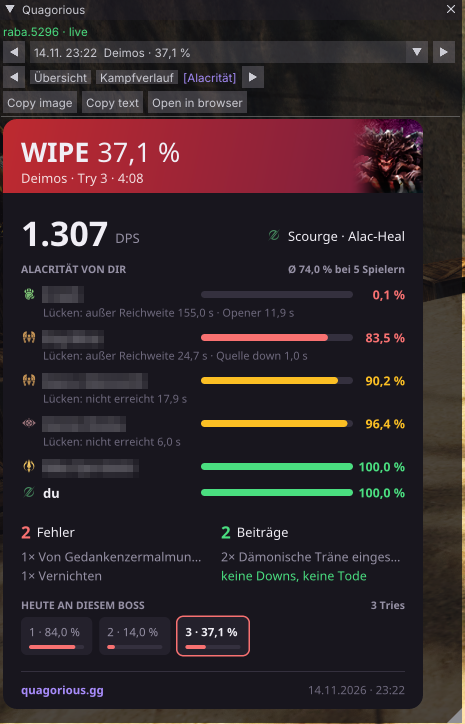 Quagorious
raba.5296 · live
14.11. 23:22 Deimos · 37,1 %
Übersicht Kampfverlauf [Alacrität]
Copy image Copy text Open in browser
WIPE 37,1 %
Deimos · Try 3 · 4:08
1.307 DPS Scourge · Alac-Heal
ALACRITÄT VON DIR Ø 74,0 % bei 5 Spielern
0,1 %
Lücken: außer Reichweite 155,0 s · Opener 11,9 s
83,5 %
Lücken: außer Reichweite 24,7 s · Quelle down 1,0 s
90,2 %
Lücken: nicht erreicht 17,9 s
96,4 %
Lücken: nicht erreicht 6,0 s
100,0 %
du 100,0 %
2 Fehler 2 Beiträge
1× Von Gedankenzermalmun... 2× Dämonische Träne einges...
1× Vernichten keine Downs, keine Tode
HEUTE AN DIESEM BOSS 3 Tries
1 · 84,0 % 2 · 14,0 % 3 · 37,1 %
quagorious.gg 14.11.2026 · 23:22